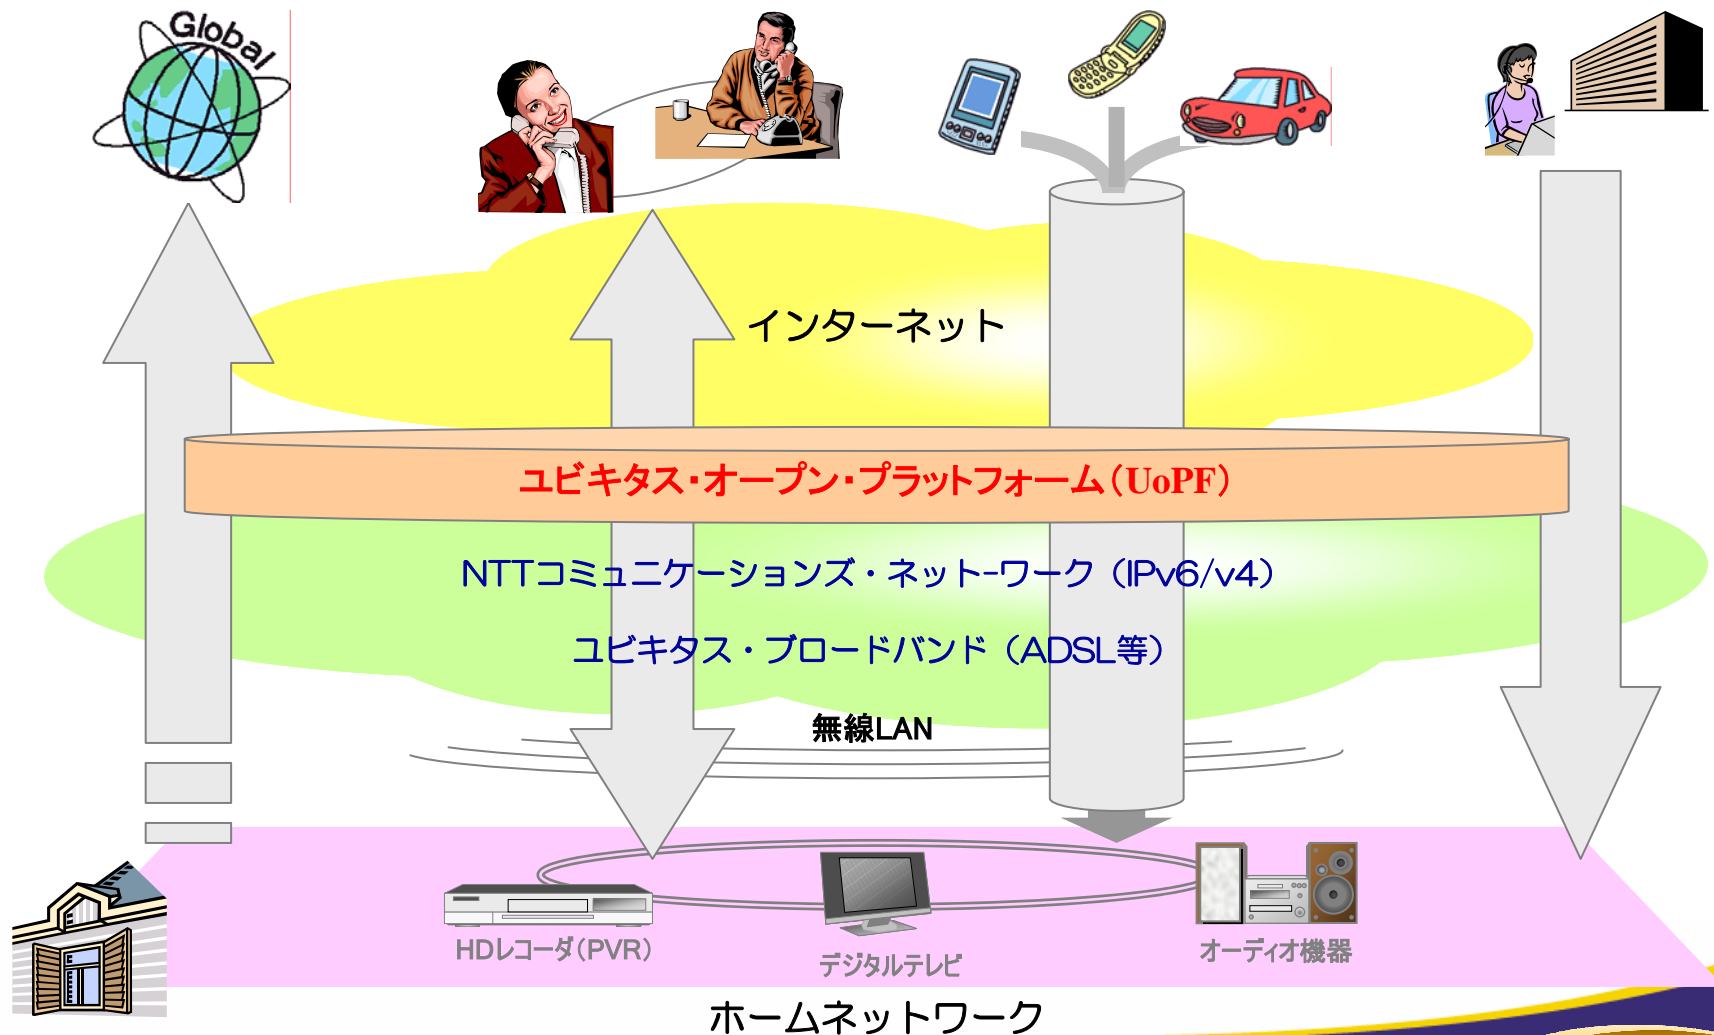 Global
インターネット
ユビキタス・オープン・プラットフォーム(UoPF)
NTTコミュニケーションズ・ネット-ワーク(IPv6/v4)
ユビキタス・ブロードバンド(ADSL等)
無線LAN
HDレコーダ(PVR)
デジタルテレビ
オーディオ機器
ホームネットワーク